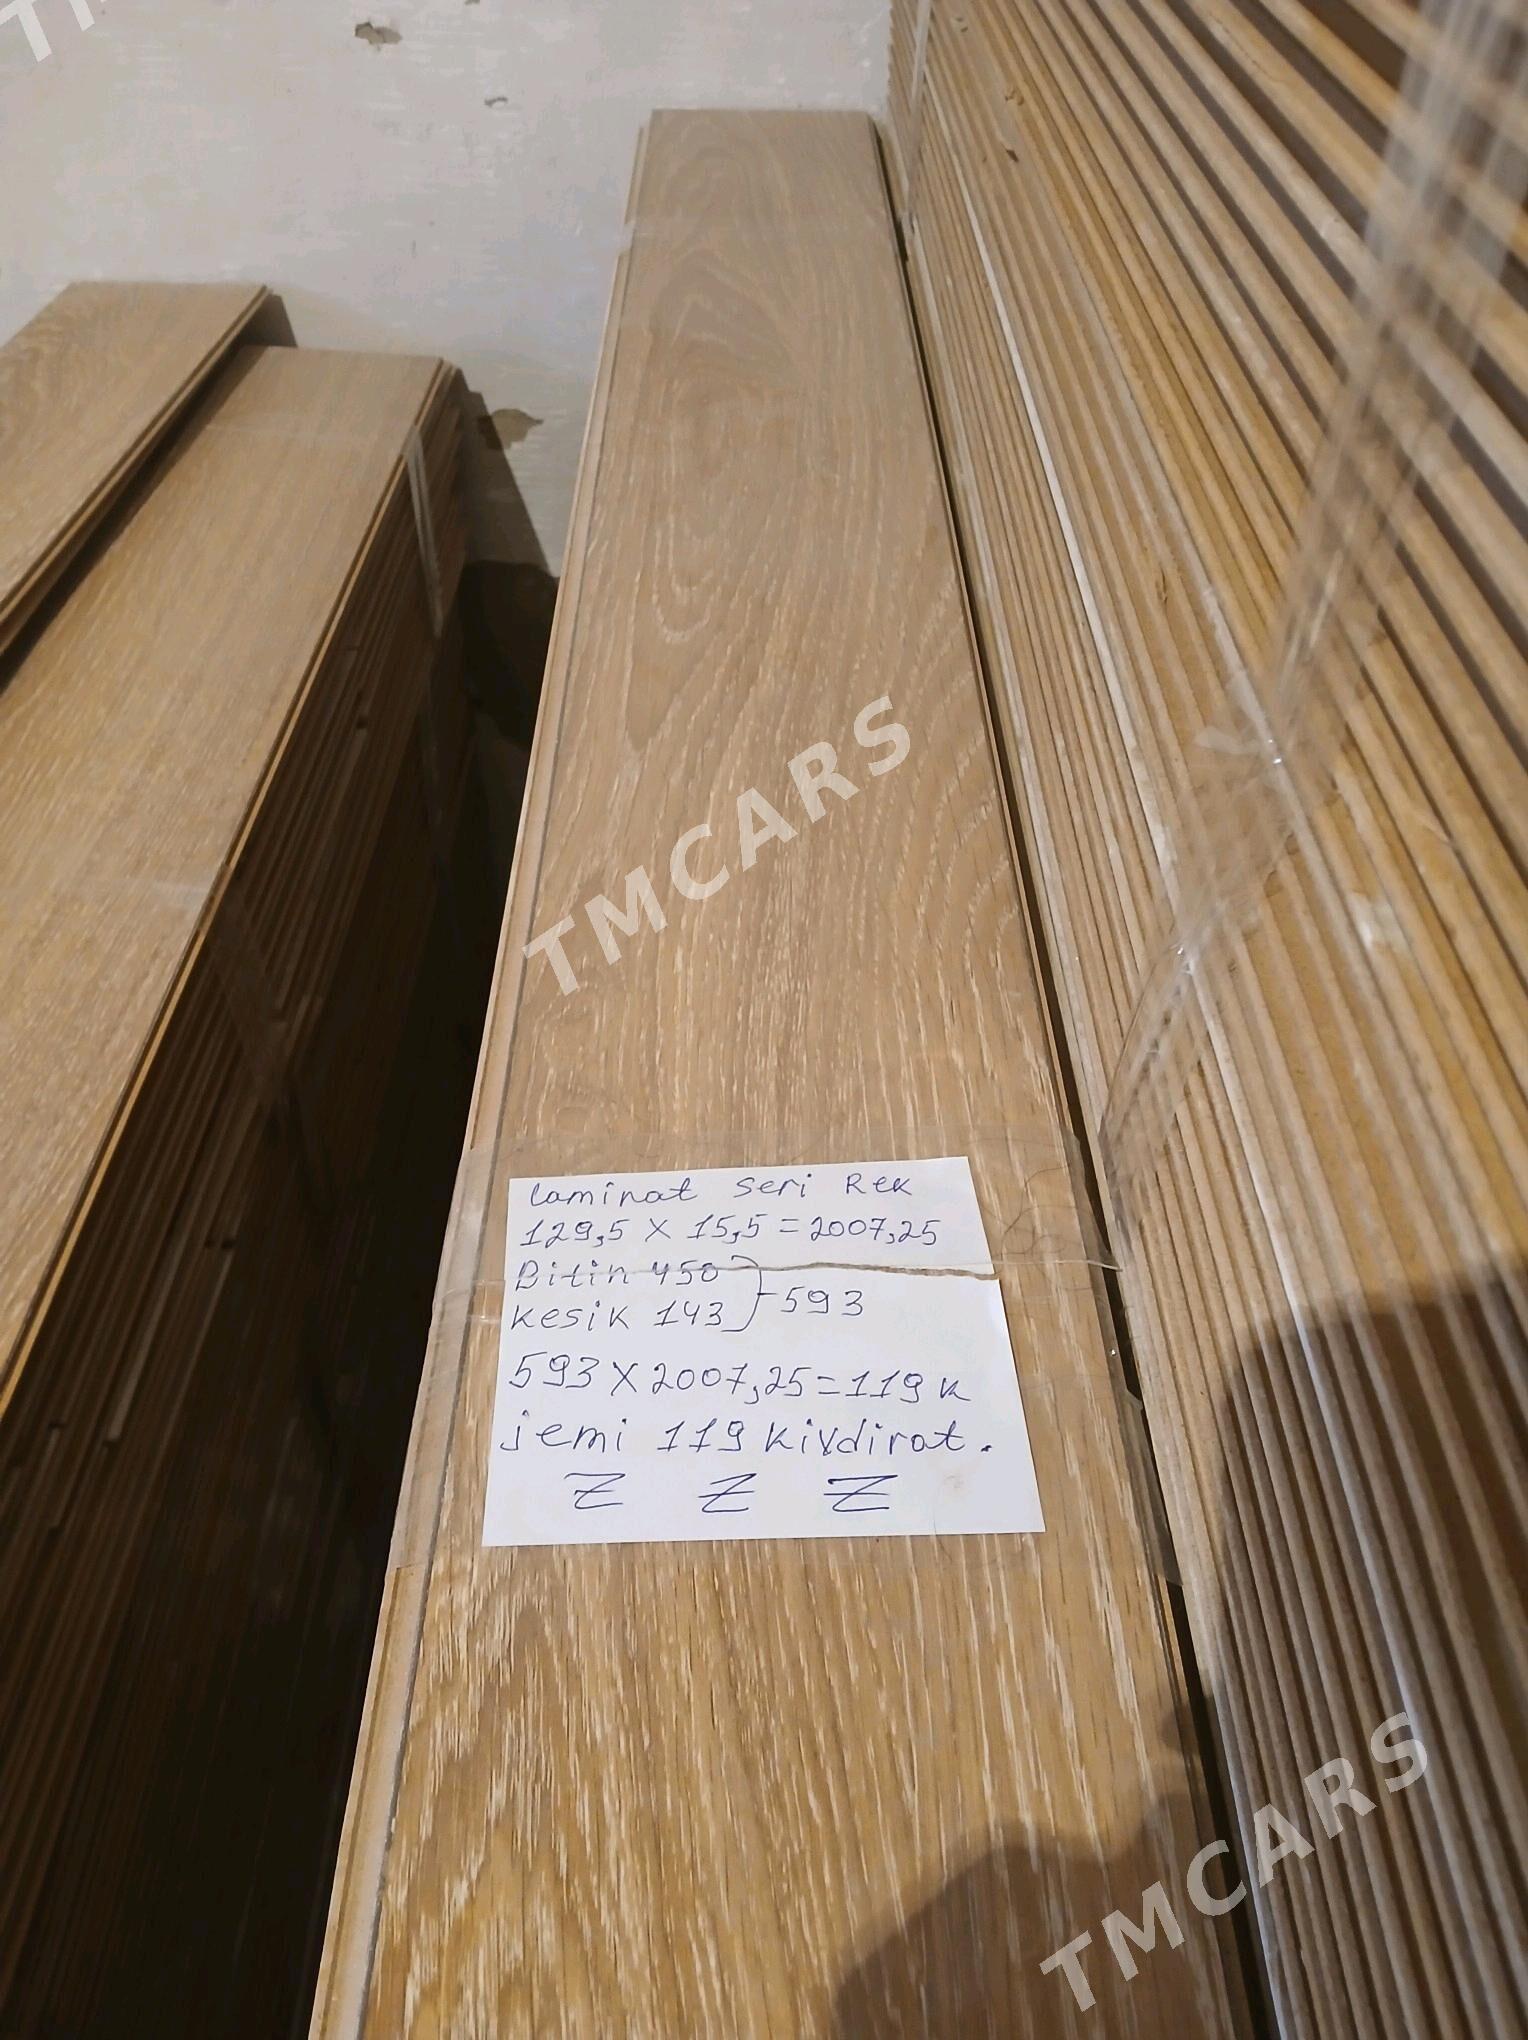 TMCARS
laminat seri Rek
129,5 X 15,5 = 2007,25
Bitin 450
kesik 143 } 593
593 X 2007,25 = 119 k
jemi 119 kivdirat.
Z Z Z
TMCARS